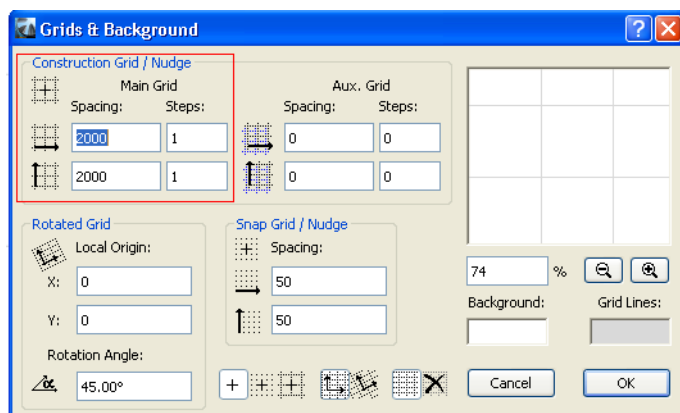 Grids & Background
Construction Grid / Nudge
Main Grid
Spacing: Steps:
2000 1
2000 1
Aux. Grid
Spacing: Steps:
0 0
0 0
Rotated Grid
Local Origin:
X: 0
Y: 0
Rotation Angle:
α 45.00°
Snap Grid / Nudge
Spacing:
50
50
74 %
Background: Grid Lines:
Cancel OK